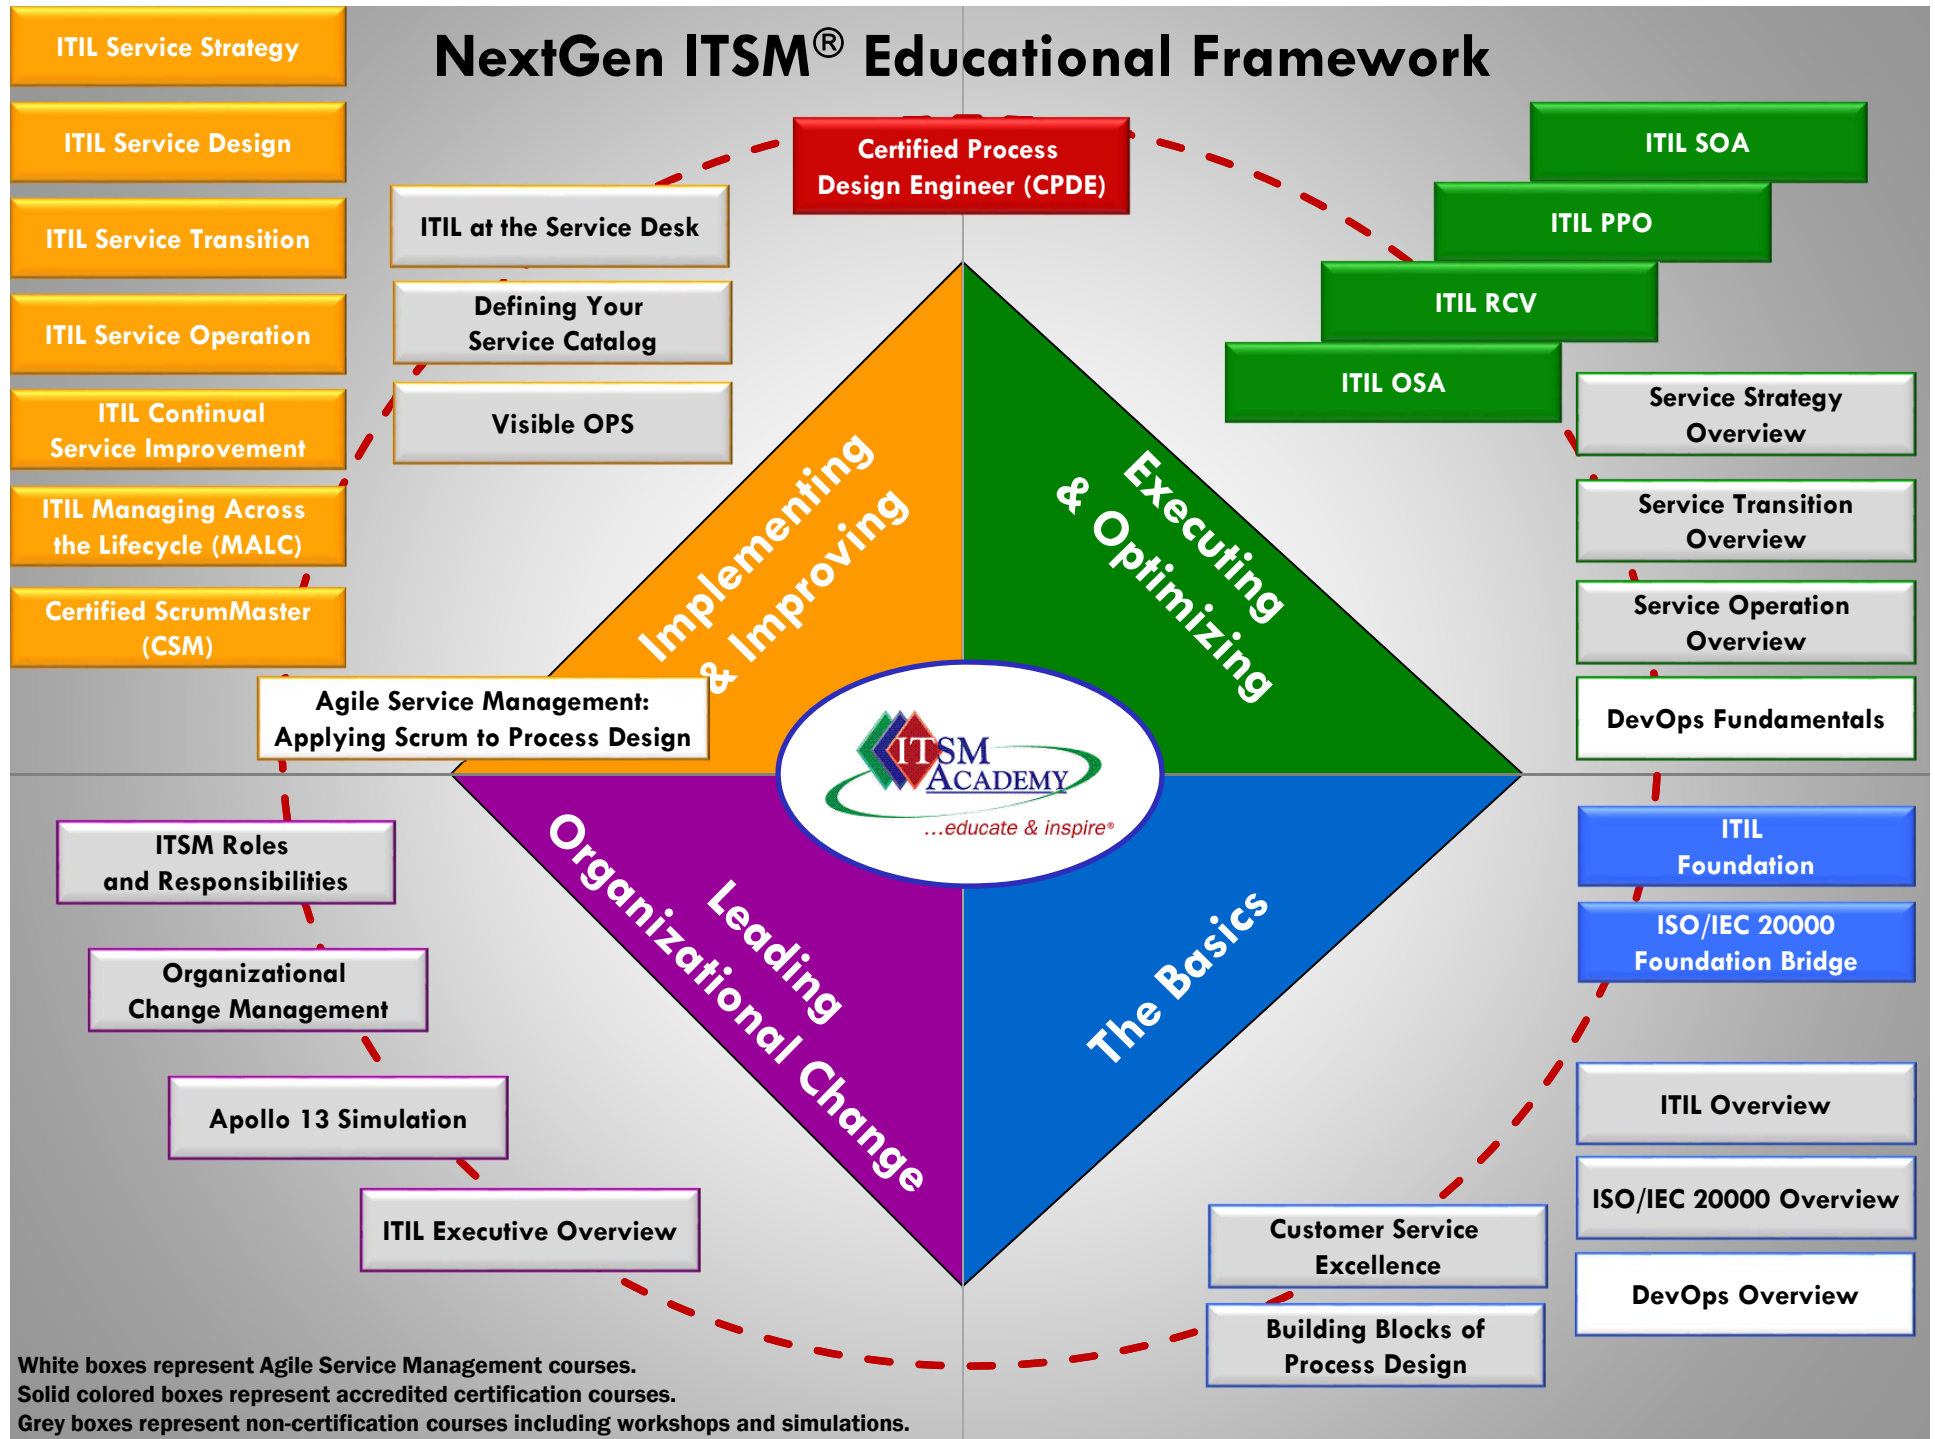 NextGen ITSM® Educational Framework
ITIL Service Strategy
ITIL Service Design
ITIL Service Transition
ITIL Service Operation
ITIL Continual
Service Improvement
ITIL Managing Across
the Lifecycle (MALC)
Certified ScrumMaster
(CSM)
ITIL at the Service Desk
Defining Your
Service Catalog
Visible OPS
Agile Service Management:
Applying Scrum to Process Design
Certified Process
Design Engineer (CPDE)
ITIL SOA
ITIL PPO
ITIL RCV
ITIL OSA
Service Strategy
Overview
Service Transition
Overview
Service Operation
Overview
DevOps Fundamentals
Implementing
& Improving
Executing
& Optimizing
ITSM
ACADEMY
...educate & inspire®
Leading
Organizational Change
The Basics
ITSM Roles
and Responsibilities
Organizational
Change Management
Apollo 13 Simulation
ITIL Executive Overview
ITIL
Foundation
ISO/IEC 20000
Foundation Bridge
ITIL Overview
ISO/IEC 20000 Overview
DevOps Overview
Customer Service
Excellence
Building Blocks of
Process Design
White boxes represent Agile Service Management courses.
Solid colored boxes represent accredited certification courses.
Grey boxes represent non-certification courses including workshops and simulations.